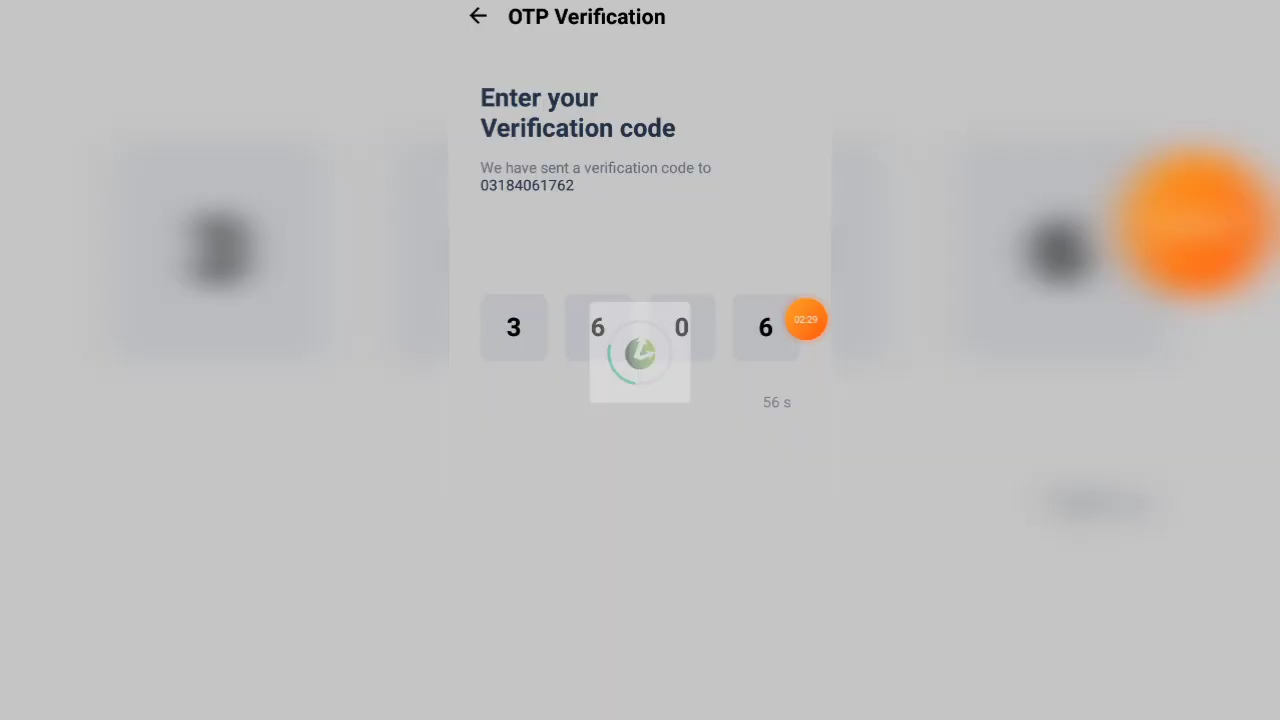 OTP Verification
Enter your
Verification code
We have sent a verification code to
03184061762
3 6 0 6
02:29
56 s